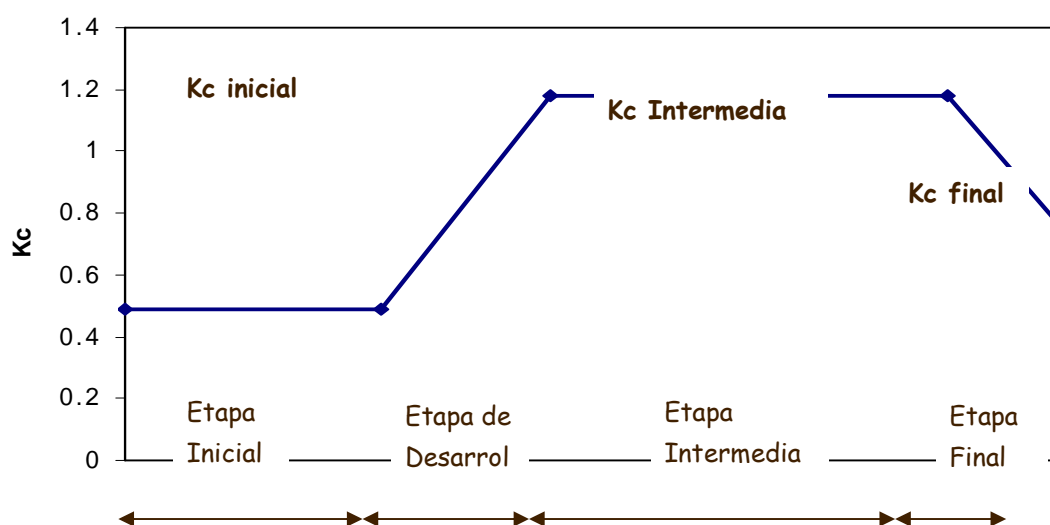 1.4
Kc inicial
1.2
Kc Intermedia
1
Kc final
0.8
Kc
0.6
0.4
0.2
Etapa
Inicial
Etapa de
Desarrol
Etapa
Intermedia
Etapa
Final
0